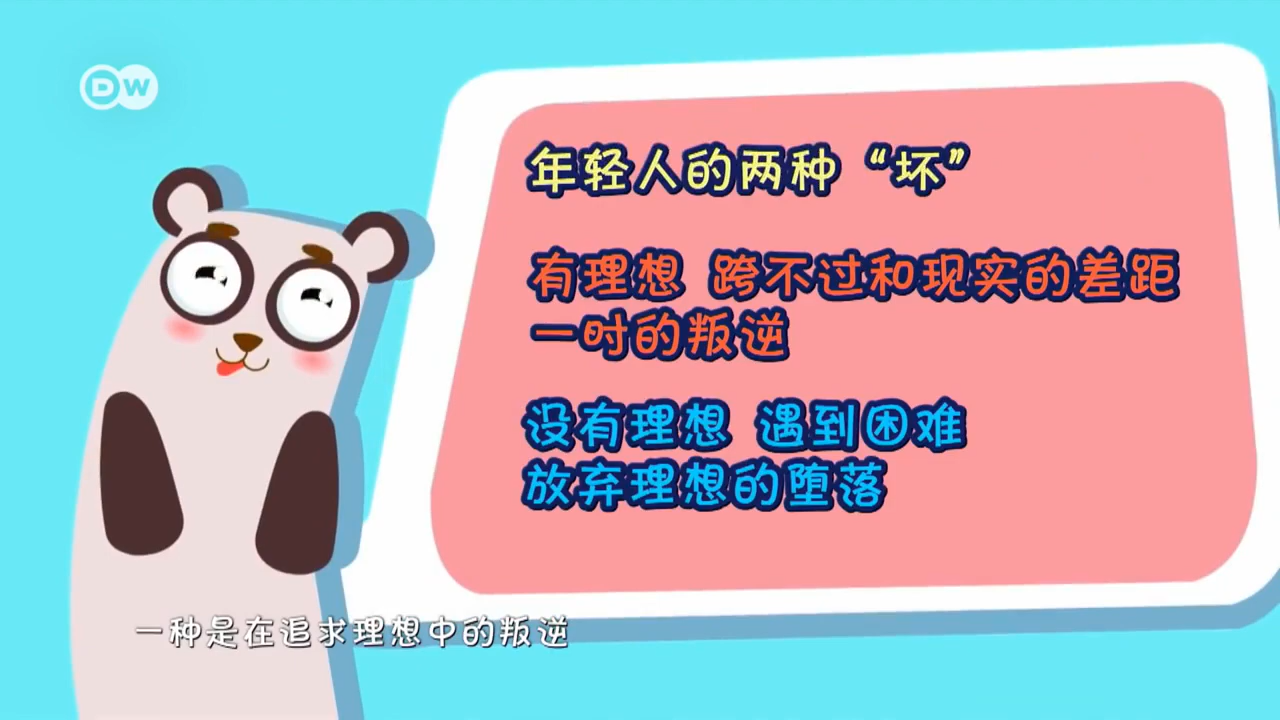 DW
年轻人的两种“坏”
有理想 跨不过和现实的差距
一时的叛逆
没有理想 遇到困难
放弃理想的堕落
一种是在追求理想中的叛逆